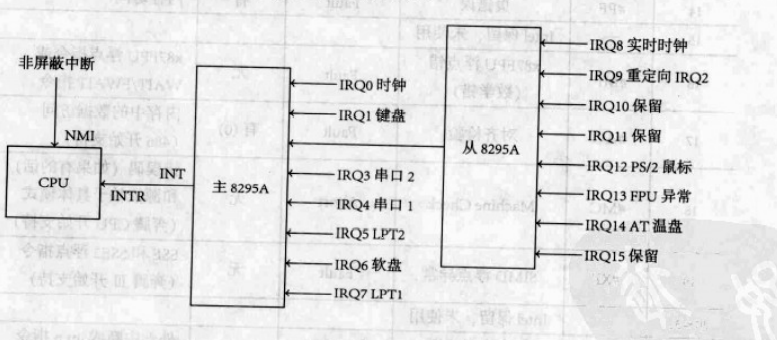 非屏蔽中断
NMI
CPU
INT
INTR
主 8295A
IRQ0 时钟
IRQ1 键盘
IRQ3 串口 2
IRQ4 串口 1
IRQ5 LPT2
IRQ6 软盘
IRQ7 LPT1
从 8295A
IRQ8 实时时钟
IRQ9 重定向 IRQ2
IRQ10 保留
IRQ11 保留
IRQ12 PS/2 鼠标
IRQ13 FPU 异常
IRQ14 AT 温盘
IRQ15 保留